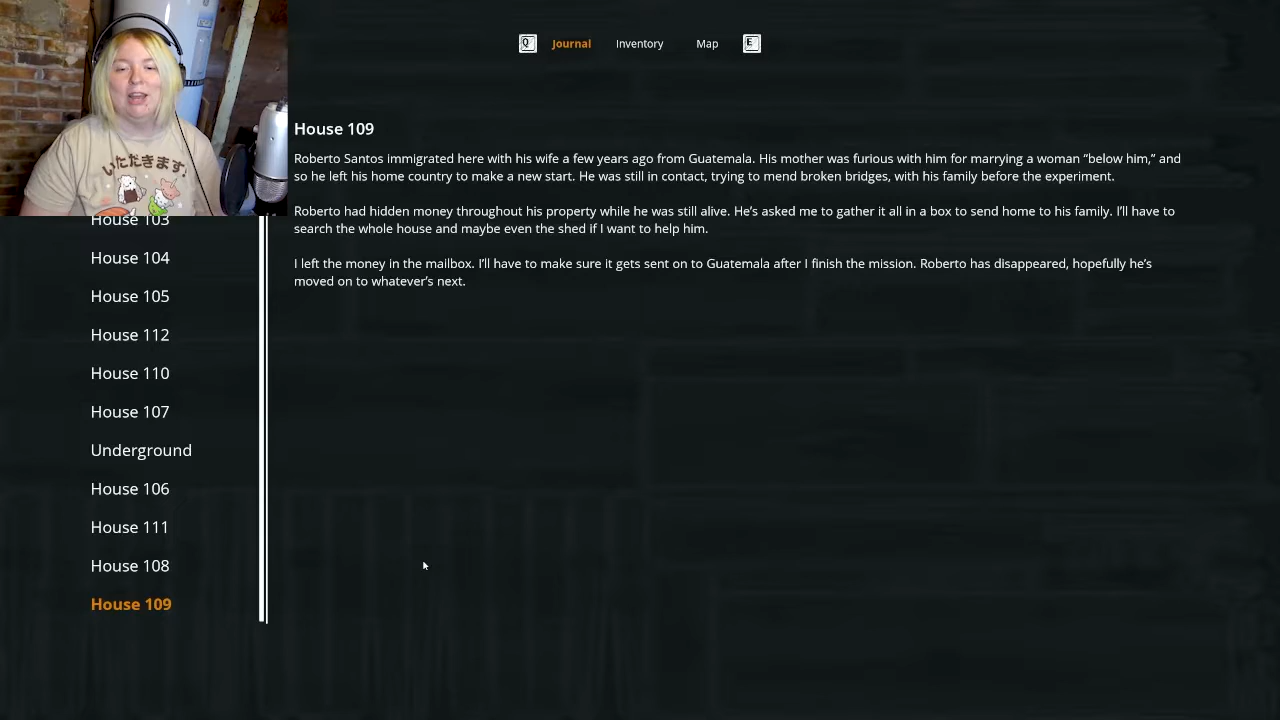 Q Journal Inventory Map E
いただきます!
House 109
Roberto Santos immigrated here with his wife a few years ago from Guatemala. His mother was furious with him for marrying a woman “below him,” and
so he left his home country to make a new start. He was still in contact, trying to mend broken bridges, with his family before the experiment.
Roberto had hidden money throughout his property while he was still alive. He’s asked me to gather it all in a box to send home to his family. I’ll have to
search the whole house and maybe even the shed if I want to help him.
I left the money in the mailbox. I’ll have to make sure it gets sent on to Guatemala after I finish the mission. Roberto has disappeared, hopefully he’s
moved on to whatever’s next.
House 103
House 104
House 105
House 112
House 110
House 107
Underground
House 106
House 111
House 108
House 109